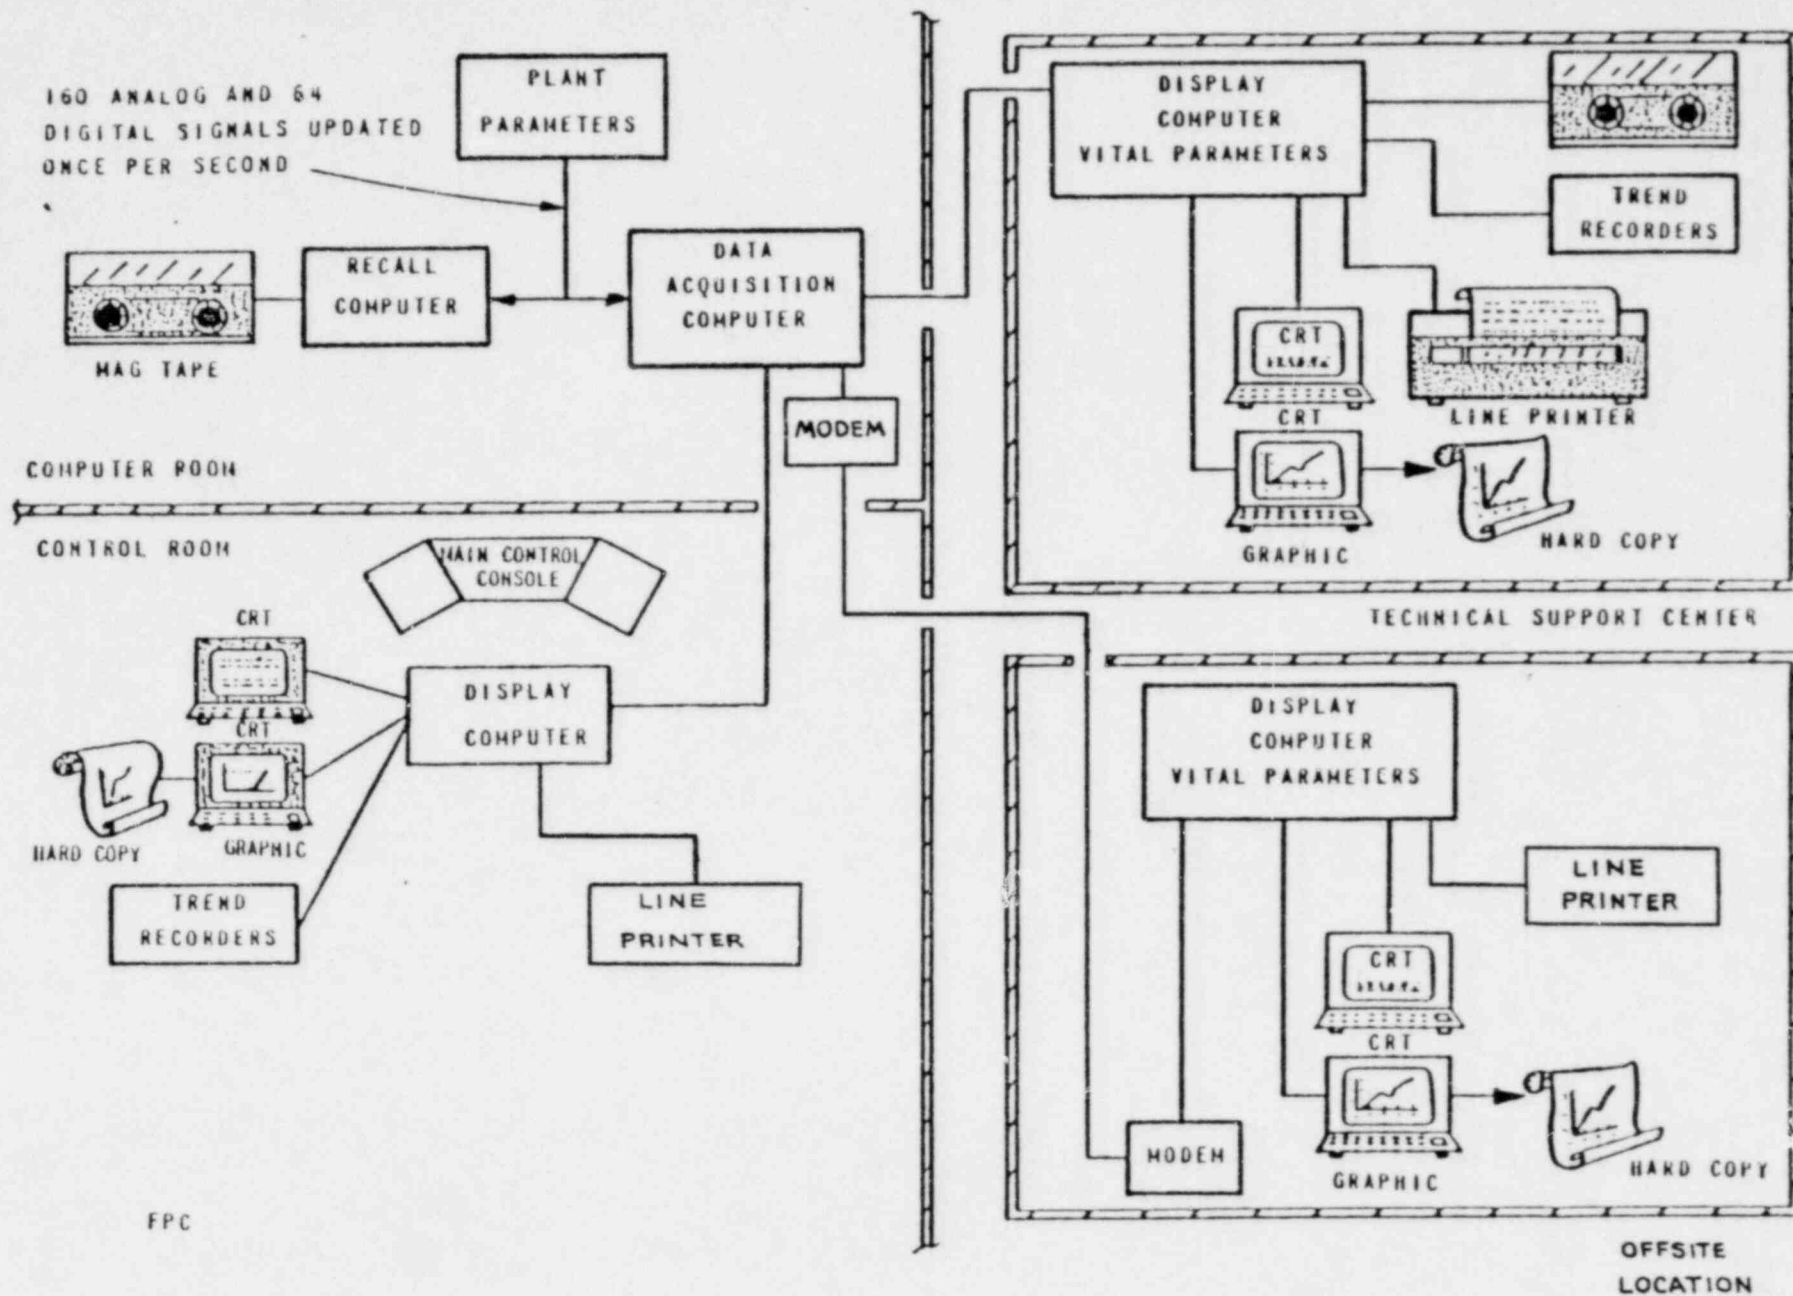 160 ANALOG AND 64
DIGITAL SIGNALS UPDATED
ONCE PER SECOND
PLANT
PARAMETERS
MAG TAPE
RECALL
COMPUTER
DATA
ACQUISITION
COMPUTER
MODEM
COMPUTER ROOM
CONTROL ROOM
MAIN CONTROL
CONSOLE
CRT
CRT
HARD COPY
GRAPHIC
DISPLAY
COMPUTER
TREND
RECORDERS
LINE
PRINTER
FPC
DISPLAY
COMPUTER
VITAL PARAMETERS
TREND
RECORDERS
CRT
CRT
LINE PRINTER
GRAPHIC
HARD COPY
TECHNICAL SUPPORT CENTER
DISPLAY
COMPUTER
VITAL PARAMETERS
LINE
PRINTER
CRT
CRT
MODEM
GRAPHIC
HARD COPY
OFFSITE
LOCATION